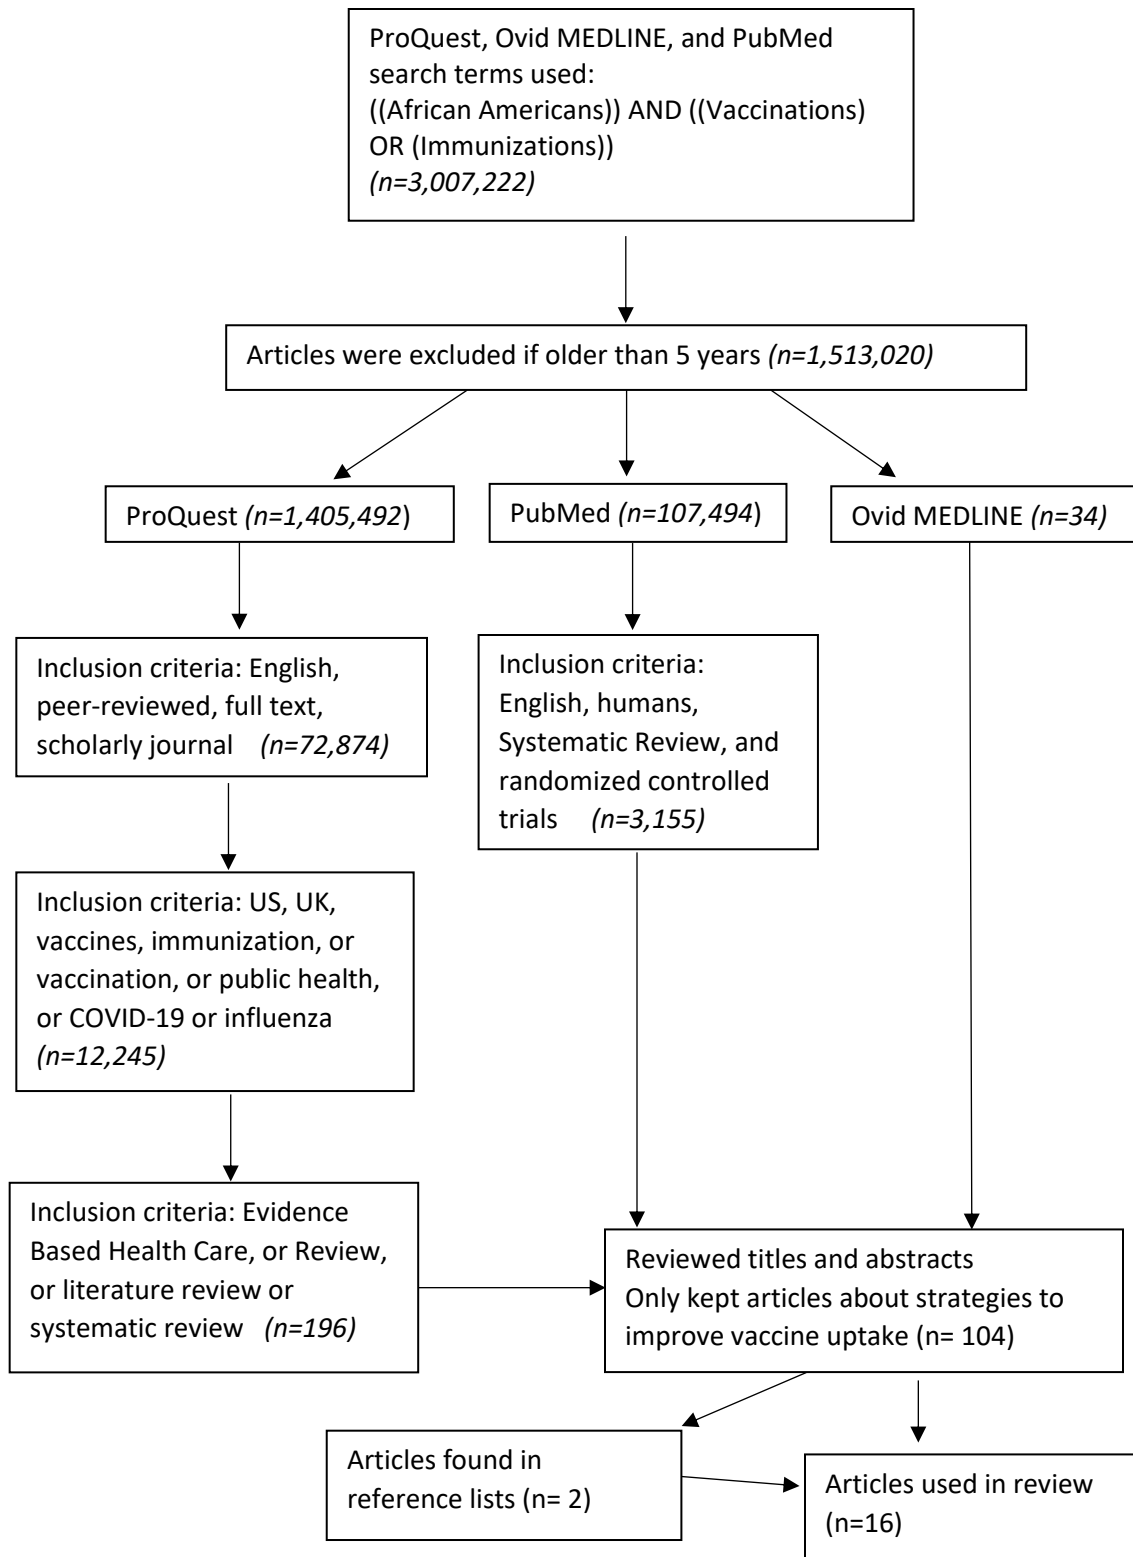 ProQuest, Ovid MEDLINE, and PubMed
search terms used:
((African Americans)) AND ((Vaccinations)
OR (Immunizations))
(n=3,007,222)
Articles were excluded if older than 5 years (n=1,513,020)
ProQuest (n=1,405,492)
PubMed (n=107,494)
Ovid MEDLINE (n=34)
Inclusion criteria: English,
peer-reviewed, full text,
scholarly journal (n=72,874)
Inclusion criteria:
English, humans,
Systematic Review, and
randomized controlled
trials (n=3,155)
Inclusion criteria: US, UK,
vaccines, immunization, or
vaccination, or public health,
or COVID-19 or influenza
(n=12,245)
Inclusion criteria: Evidence
Based Health Care, or Review,
or literature review or
systematic review (n=196)
Reviewed titles and abstracts
Only kept articles about strategies to
improve vaccine uptake (n= 104)
Articles found in
reference lists (n= 2)
Articles used in review
(n=16)